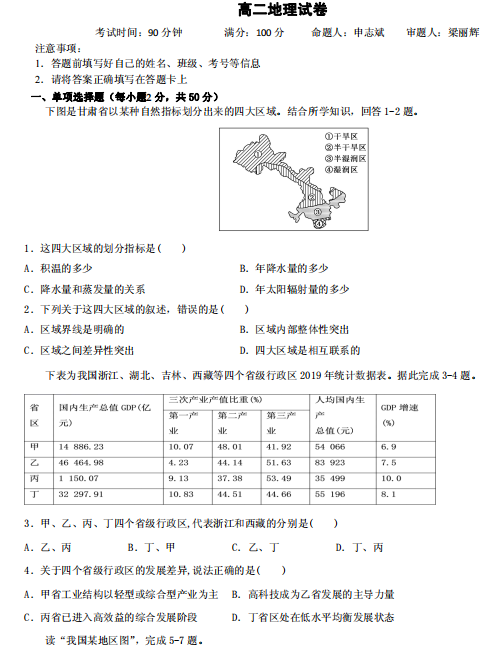 高二地理试卷
考试时间：90 分钟 满分：100 分 命题人：申志斌 审题人：梁丽辉
注意事项：
1．答题前填写好自己的姓名、班级、考号等信息
2．请将答案正确填写在答题卡上
一、单项选择题（每小题2 分，共 50 分）
下图是甘肃省以某种自然指标划分出来的四大区域。结合所学知识，回答 1-2 题。
①干旱区
②半干旱区
③半湿润区
④湿润区
①
②
③
④
1．这四大区域的划分指标是( )
A．积温的多少 B．年降水量的多少
C．降水量和蒸发量的关系 D．年太阳辐射量的多少
2．下列关于这四大区域的叙述，错误的是( )
A．区域界线是明确的 B．区域内部整体性突出
C．区域之间差异性突出 D．四大区域是相互联系的
下表为我国浙江、湖北、吉林、西藏等四个省级行政区 2019 年统计数据表。据此完成 3-4 题。
省区 国内生产总值 GDP(亿元) 三次产业产值比重(%) 人均国内生产总值(元) GDP 增速(%)
第一产业 第二产业 第三产业
甲 14 886.23 10.07 48.01 41.92 54 066 6.9
乙 46 464.98 4.23 44.14 51.63 83 923 7.5
丙 1 150.07 9.13 37.38 53.49 35 499 10.0
丁 32 297.91 10.83 44.51 44.66 55 196 8.1
3．甲、乙、丙、丁四个省级行政区,代表浙江和西藏的分别是( )
A．乙、丙 B．丁、甲 C．乙、丁 D．丁、丙
4．关于四个省级行政区的发展差异,说法正确的是( )
A．甲省工业结构以轻型或综合型产业为主 B．高科技成为乙省发展的主导力量
C．丙省已进入高效益的综合发展阶段 D．丁省区处在低水平均衡发展状态
读“我国某地区图”，完成 5-7 题。